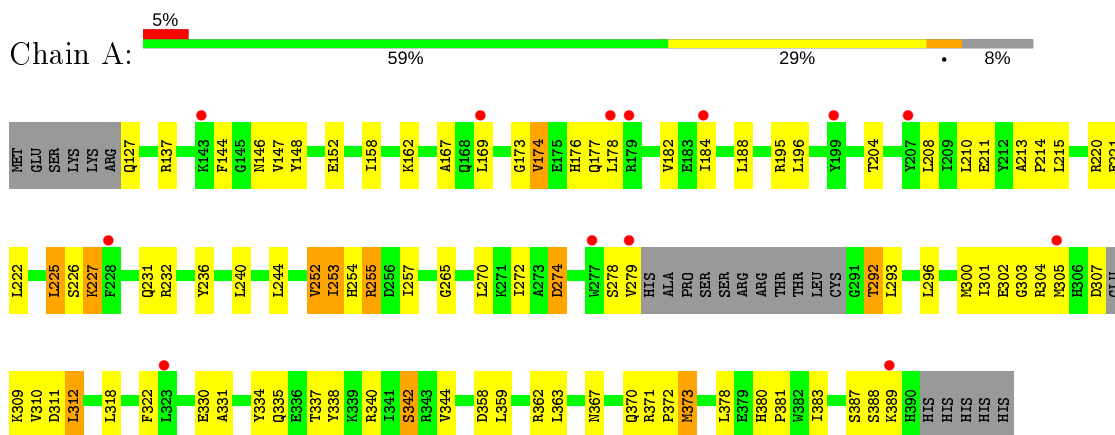 5%
Chain A:
59% 29% • 8%
MET GLU SER LYS LYS ARG Q127 R137 K143 F144 G145 N146 V147 Y148 E152 I158 K162 A167 Q168 L169 G173 V174 E175 H176 Q177 L178 R179 V182 E183 I184 L188 R195 L196 Y199 T204 Y207 L208 I209 L210 E211 Y212 A213 P214 L215 R220 E221
L222 L225 S226 K227 F228 Q231 R232 Y236 L240 L244 V252 I253 H254 R255 D256 I257 G265 L270 K271 I272 A273 D274 W277 S278 V279 HIS ALA PRO SER SER ARG ARG THR THR LEU CYS G291 T292 L293 L296 M300 I301 E302 G303 R304 M305 H306 D307 GLU
K309 V310 D311 L312 L318 F322 L323 E330 A331 Y334 Q335 E336 T337 Y338 K339 R340 I341 S342 R343 V344 D358 L359 R362 L363 N367 Q370 R371 P372 M373 L378 E379 H380 P381 W382 I383 S387 S388 K389 H390 HIS HIS HIS HIS HIS